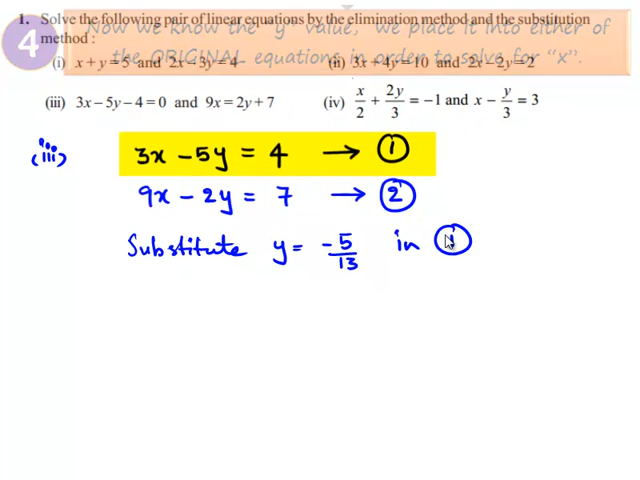 1. Solve the following pair of linear equations by the elimination method and the substitution
method :
4
Now we know the "y" value, we place it into either of
the ORIGINAL equations in order to solve for "x".
(i) x + y = 5 and 2x – 3y = 4 (ii) 3x + 4y = 10 and 2x – 2y = 2
(iii) 3x – 5y – 4 = 0 and 9x = 2y + 7 (iv) x/2 + 2y/3 = –1 and x – y/3 = 3
(iii) 3x – 5y = 4 → ①
9x – 2y = 7 → ②
Substitute y = –5/13 in ①